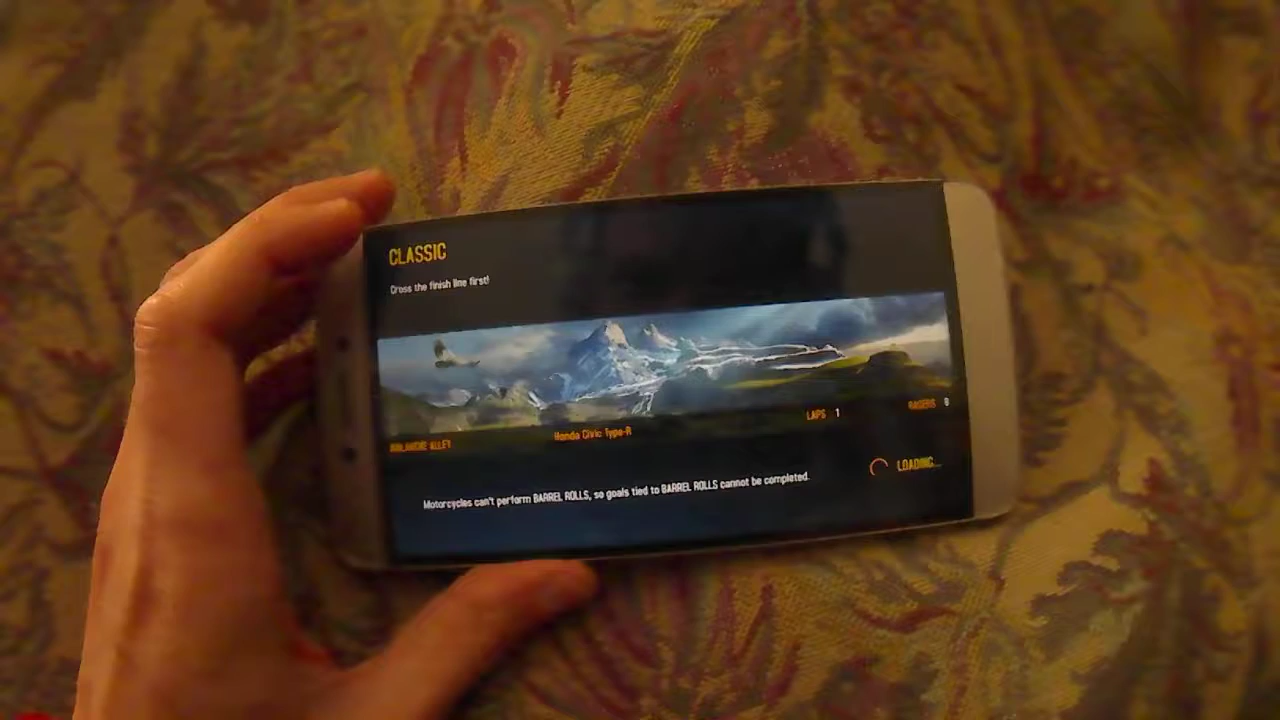 CLASSIC
Cross the finish line first!
AVALANCHE ALLEY
Honda Civic Type-R
LAPS 1
RACERS 8
LOADING...
Motorcycles can't perform BARREL ROLLS, so goals tied to BARREL ROLLS cannot be completed.